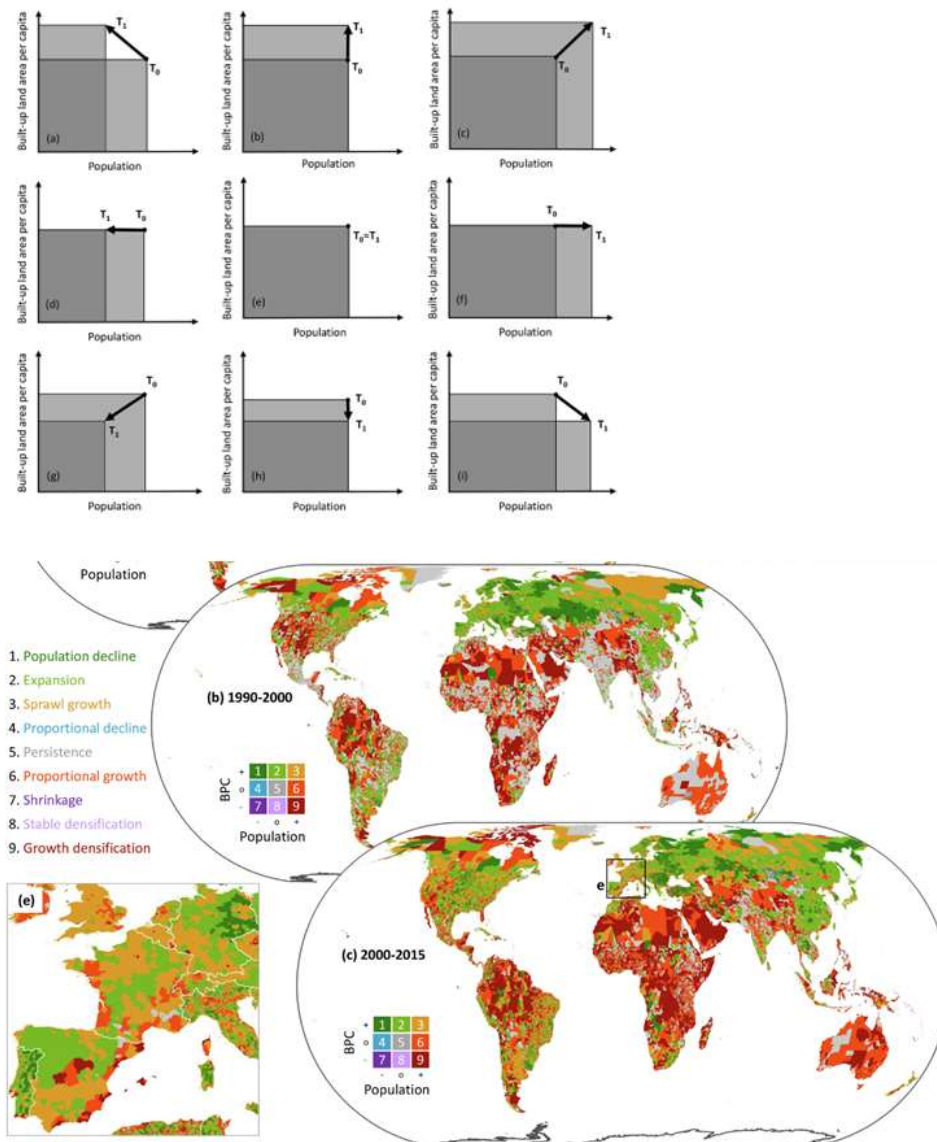 Built-up land area per capita
T1
T0
(a)
Population
Built-up land area per capita
T1
T0
(b)
Population
Built-up land area per capita
T1
T0
(c)
Population
Built-up land area per capita
T1 T0
(d)
Population
Built-up land area per capita
T0=T1
(e)
Population
Built-up land area per capita
T0
T1
(f)
Population
Built-up land area per capita
T0
T1
(g)
Population
Built-up land area per capita
T0
T1
(h)
Population
Built-up land area per capita
T0
T1
(i)
Population
Population
1. Population decline
2. Expansion
3. Sprawl growth
4. Proportional decline
5. Persistence
6. Proportional growth
7. Shrinkage
8. Stable densification
9. Growth densification
(b) 1990-2000
BPC
+ 1 2 3
o 4 5 6
- 7 8 9
- o +
Population
(e)
e
(c) 2000-2015
BPC
+ 1 2 3
o 4 5 6
- 7 8 9
- o +
Population